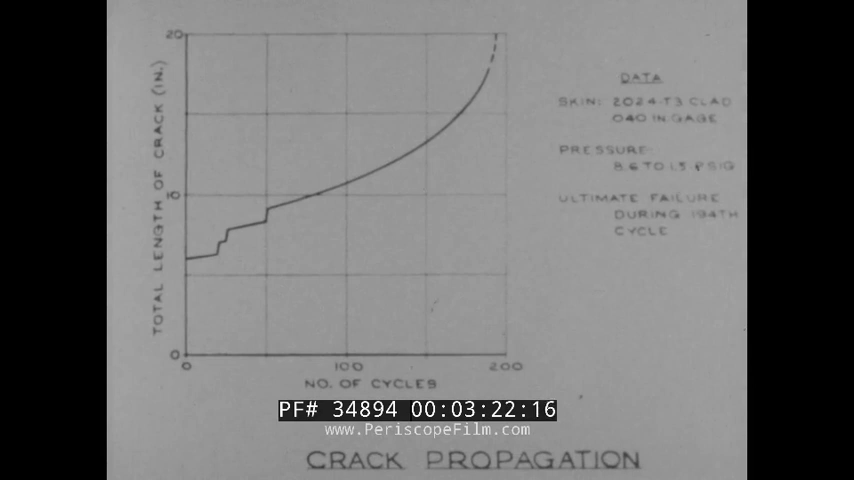 20
10
0
0
100
200
TOTAL LENGTH OF CRACK (IN.)
NO. OF CYCLES
DATA
SKIN: 2024-T3 CLAD
.040 IN. GAGE
PRESSURE:
8.6 TO 1.5 PSIG
ULTIMATE FAILURE
DURING 194TH
CYCLE
PF# 34894 00:03:22:16
www.PeriscopeFilm.com
CRACK PROPAGATION